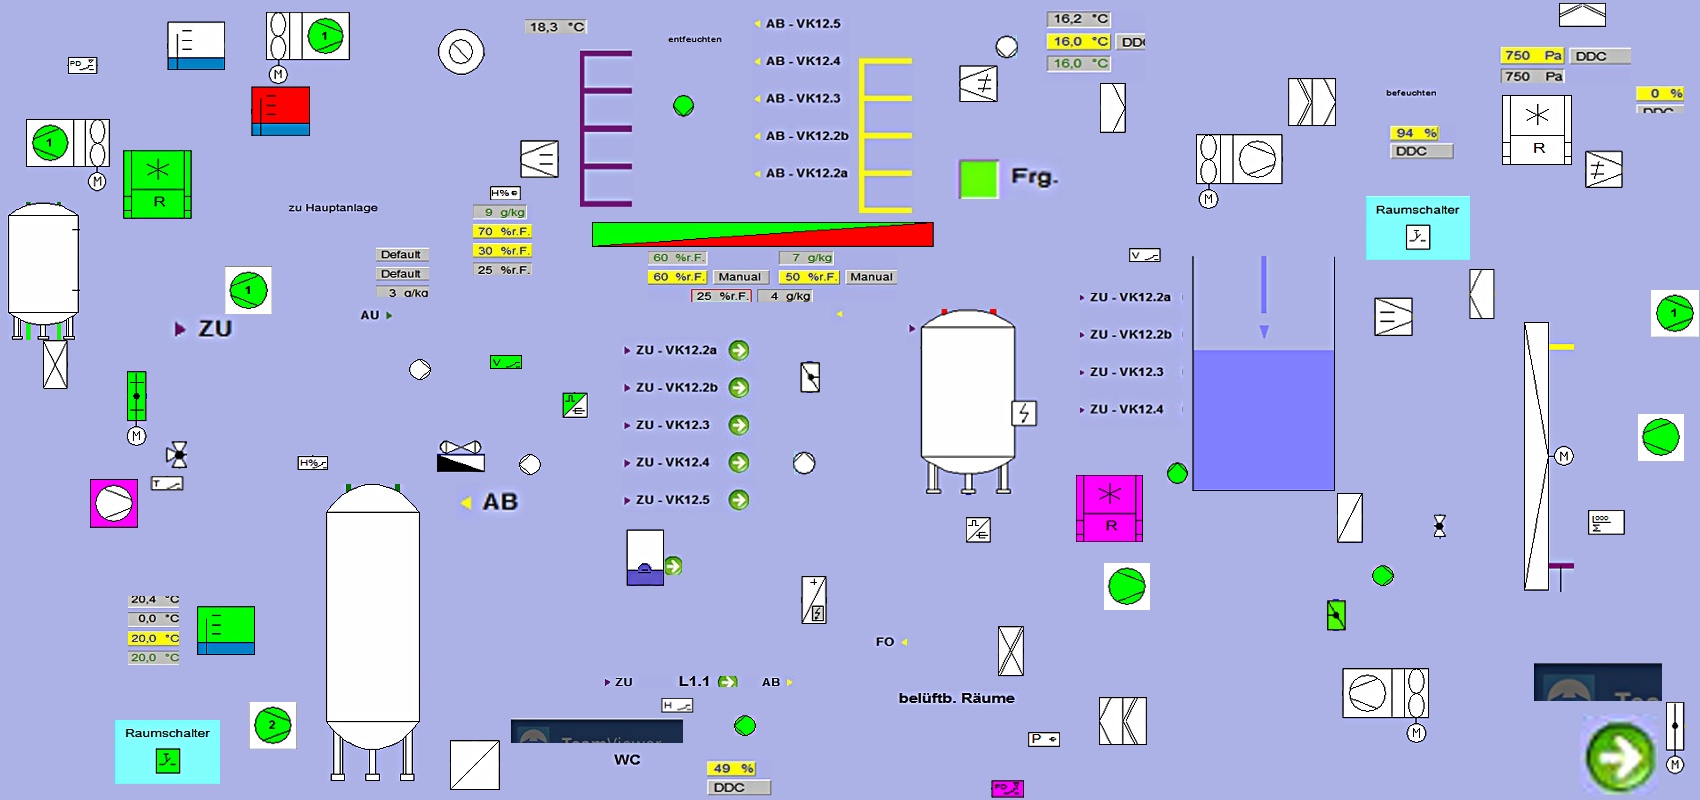 18,3 °C
AB - VK12.5
16,2 °C
16,0 °C
16,0 °C
entfeuchten
AB - VK12.4
AB - VK12.3
AB - VK12.2b
AB - VK12.2a
1
M
PD
750 Pa DDC
750 Pa
befeuchten
0 %
94 %
DDC
R
1
M
R
H%
Frg.
M
Raumschalter
zu Hauptanlage
9 g/kg
70 %r.F.
30 %r.F.
25 %r.F.
Default
Default
3 g/kg
60 %r.F. 7 g/kg
60 %r.F. Manual 50 %r.F. Manual
25 %r.F. 4 g/kg
V
1
AU
ZU
ZU - VK12.2a
ZU - VK12.2b
ZU - VK12.3
ZU - VK12.4
1
ZU - VK12.2a
ZU - VK12.2b
ZU - VK12.3
ZU - VK12.4
ZU - VK12.5
V
M
H%
T
AB
M
R
20,4 °C
0,0 °C
20,0 °C
20,0 °C
FO
ZU L1.1 AB
belüftb. Räume
H
2
Raumschalter
TeamViewer
WC
P
M
M
49 %
DDC
PD